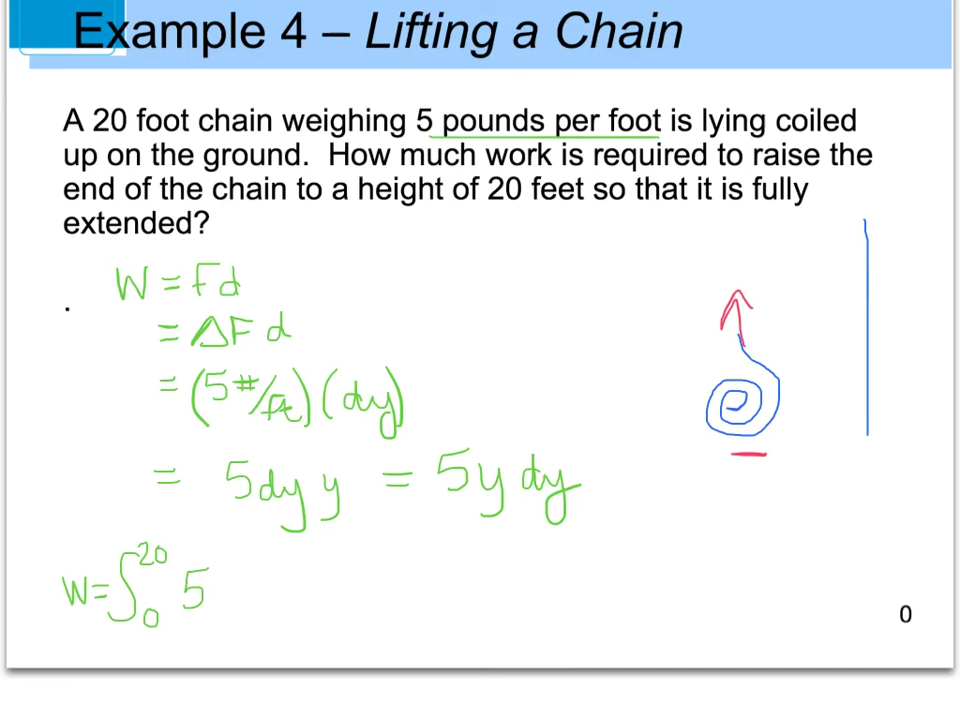 Example 4 – Lifting a Chain
A 20 foot chain weighing 5 pounds per foot is lying coiled
up on the ground. How much work is required to raise the
end of the chain to a height of 20 feet so that it is fully
extended?
.
W = Fd
= ΔF d
= (5 #/ft)(dy)
= 5dy y = 5y dy
W = ∫₀²⁰ 5
0